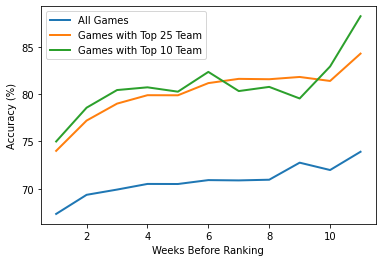 All Games
Games with Top 25 Team
Games with Top 10 Team
Accuracy (%)
85
80
75
70
2 4 6 8 10
Weeks Before Ranking